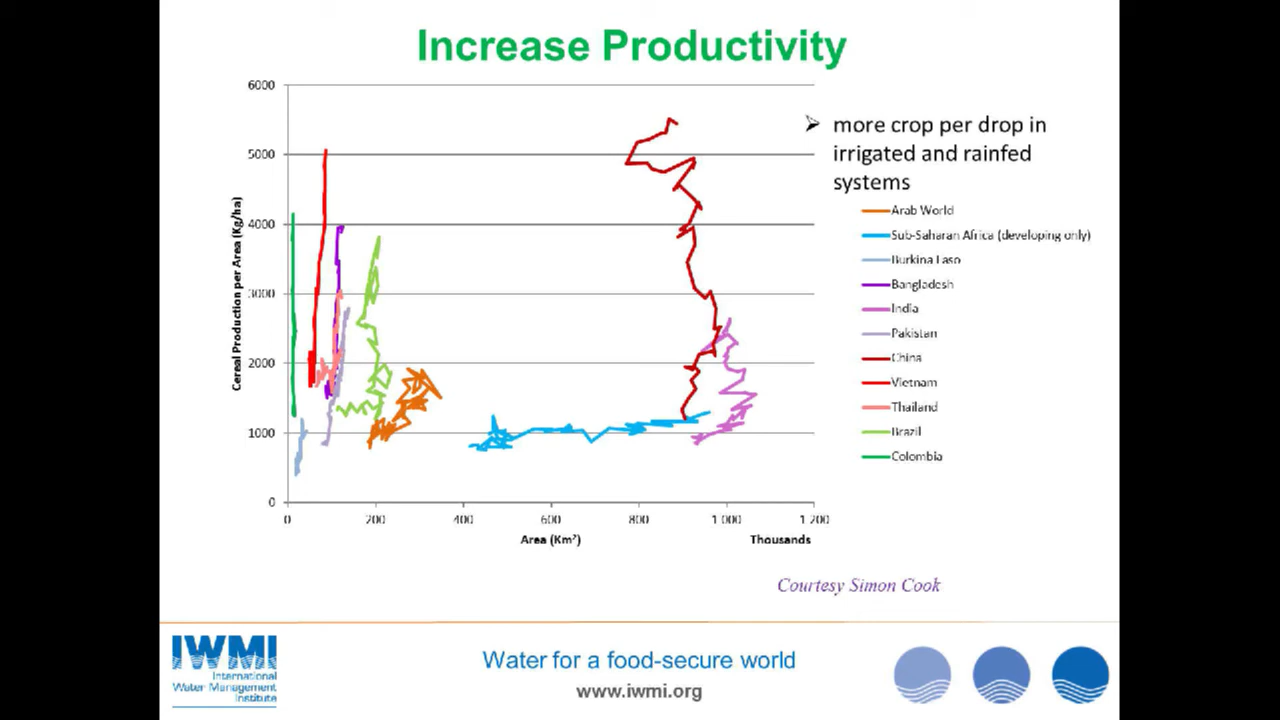 Increase Productivity
6000
5000
4000
3000
2000
1000
0
Cereal Production per Area (Kg/ha)
0 200 400 600 800 1 000 1 200
Area (Km²) Thousands
more crop per drop in
irrigated and rainfed
systems
Arab World
Sub-Saharan Africa (developing only)
Burkina Faso
Bangladesh
India
Pakistan
China
Vietnam
Thailand
Brazil
Colombia
Courtesy Simon Cook
IWMI
International
Water Management
Institute
Water for a food-secure world
www.iwmi.org